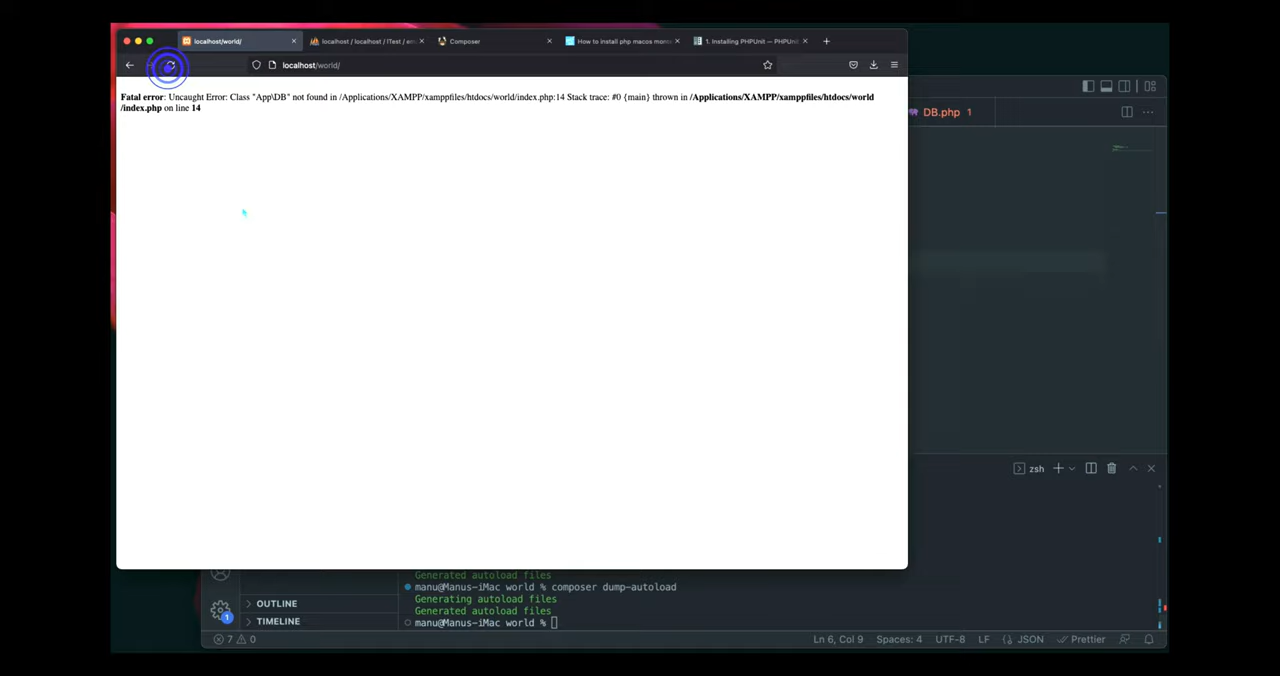 localhost/world/
localhost / localhost / lTest / em
Composer
How to install php macos mom
1. Installing PHPUnit — PHPUnit
localhost/world/
Fatal error: Uncaught Error: Class "App\DB" not found in /Applications/XAMPP/xamppfiles/htdocs/world/index.php:14 Stack trace: #0 {main} thrown in /Applications/XAMPP/xamppfiles/htdocs/world
/index.php on line 14
DB.php 1
zsh
Generated autoload files
manu@Manus-iMac world % composer dump-autoload
Generating autoload files
Generated autoload files
manu@Manus-iMac world %
OUTLINE
TIMELINE
1
7 0
Ln 6, Col 9 Spaces: 4 UTF-8 LF {} JSON Prettier